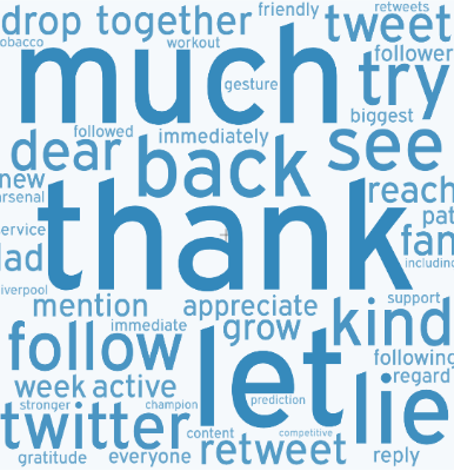 drop together friendly tweet
retweets
obacco workout follower
much gesture try
biggest
followed immediately
dear back see
new reach
arsenal thank pat
ervice fan
lad including
iverpool
mention appreciate kind
support
immediate grow
follow let following
regard
week active lie
stronger champion prediction
twitter content competitive
retweet
gratitude everyone reply